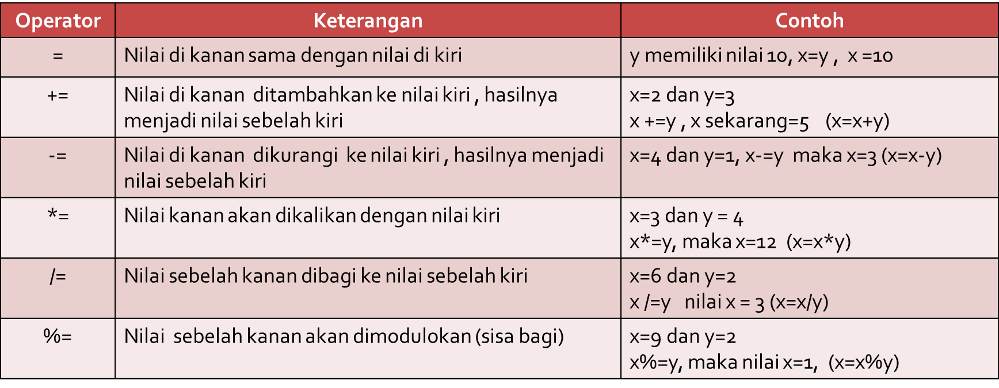 Operator Keterangan Contoh
= Nilai di kanan sama dengan nilai di kiri y memiliki nilai 10, x=y , x =10
+= Nilai di kanan ditambahkan ke nilai kiri , hasilnya x=2 dan y=3
menjadi nilai sebelah kiri x +=y , x sekarang=5 (x=x+y)
-= Nilai di kanan dikurangi ke nilai kiri , hasilnya menjadi x=4 dan y=1, x-=y maka x=3 (x=x-y)
nilai sebelah kiri
*= Nilai kanan akan dikalikan dengan nilai kiri x=3 dan y = 4
x*=y, maka x=12 (x=x*y)
/= Nilai sebelah kanan dibagi ke nilai sebelah kiri x=6 dan y=2
x /=y nilai x = 3 (x=x/y)
%= Nilai sebelah kanan akan dimodulokan (sisa bagi) x=9 dan y=2
x%=y, maka nilai x=1, (x=x%y)